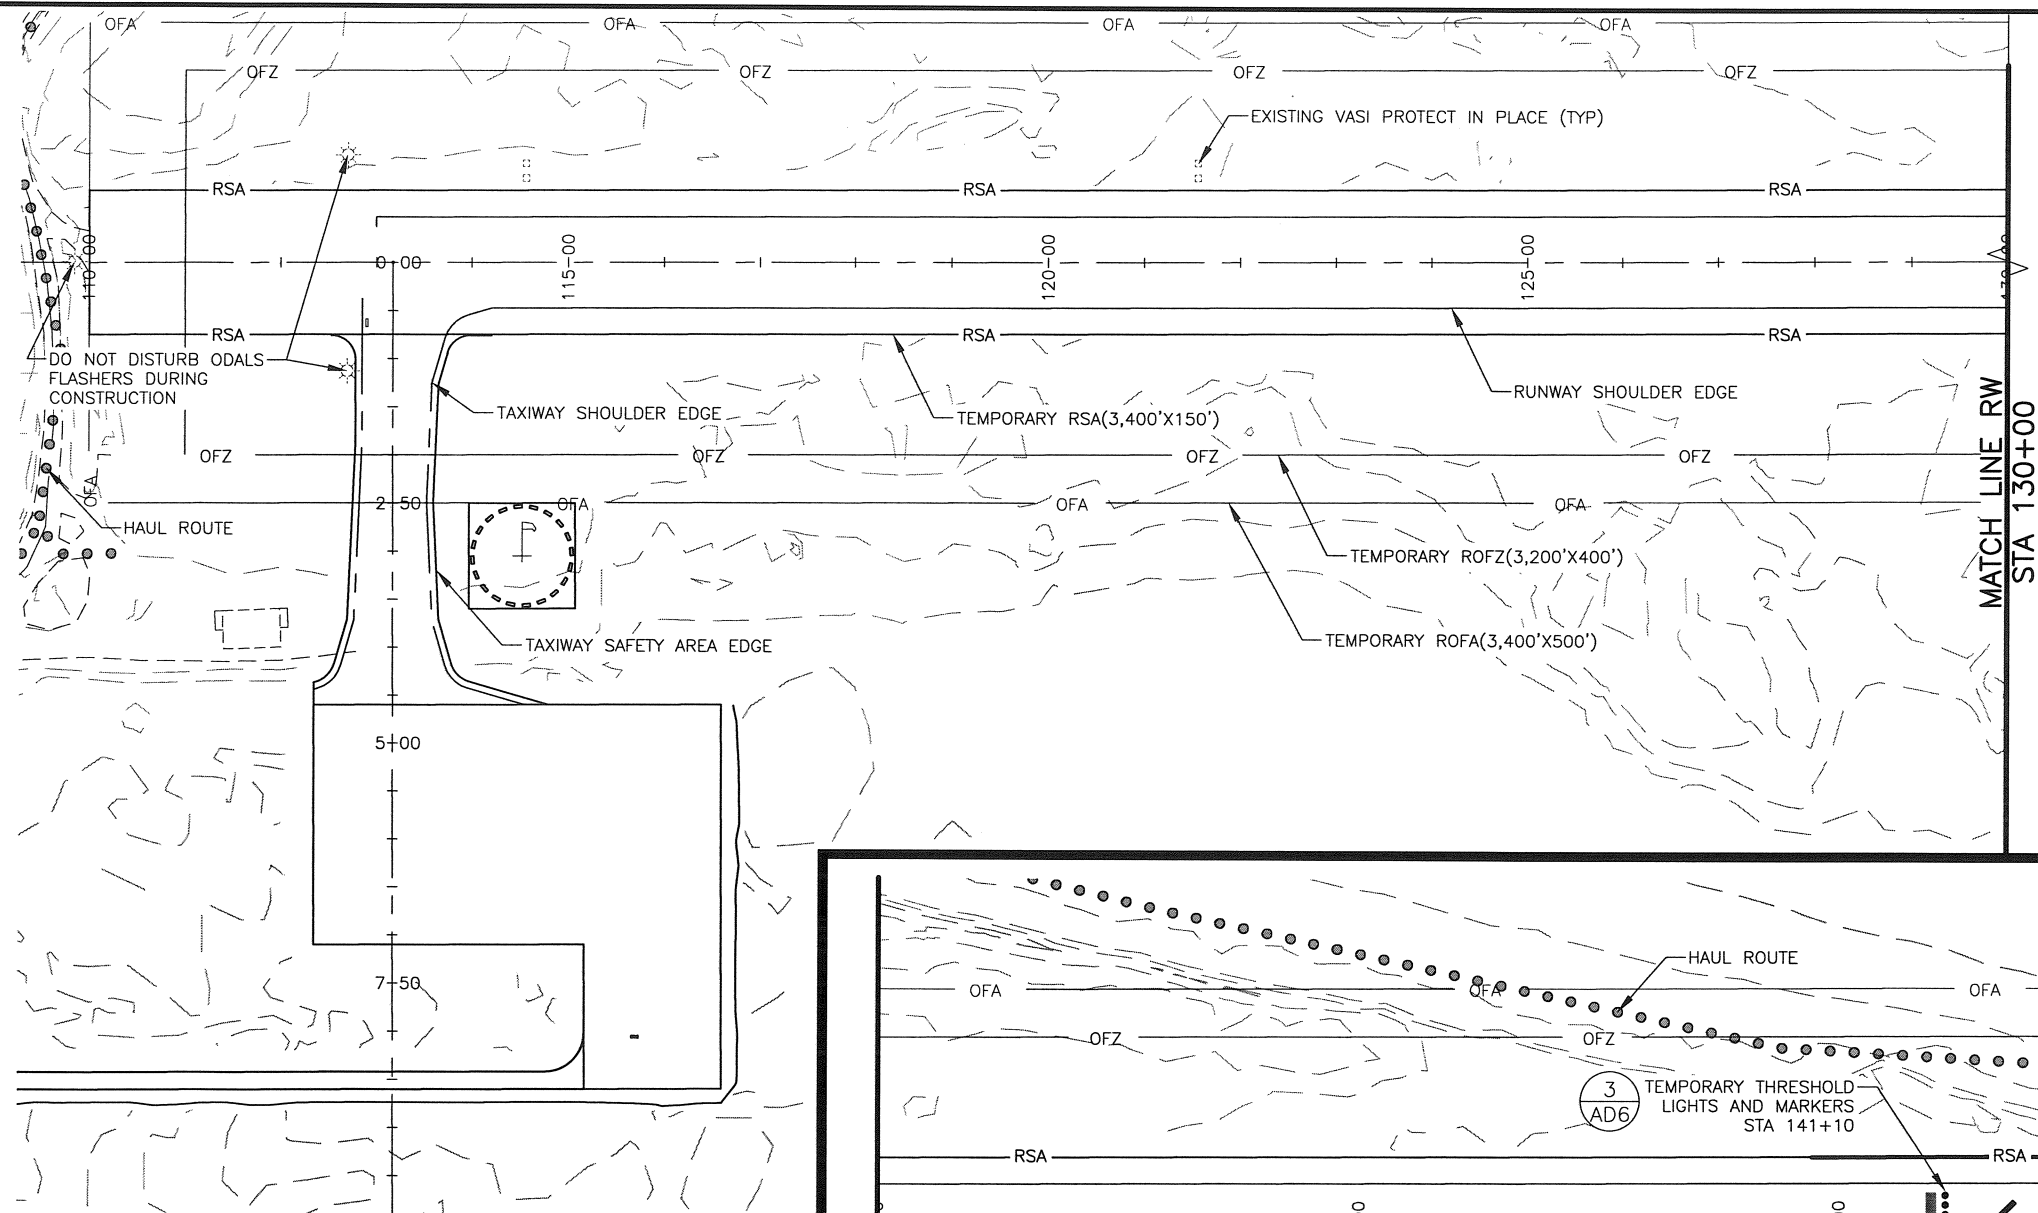 OFA OFA OFA OFA
OFZ OFZ OFZ OFZ
EXISTING VASI PROTECT IN PLACE (TYP)
RSA RSA RSA
110+00
0+00
115+00
120+00
125+00
RSA RSA RSA
DO NOT DISTURB ODALS
FLASHERS DURING
CONSTRUCTION
TAXIWAY SHOULDER EDGE
TEMPORARY RSA(3,400'X150')
RUNWAY SHOULDER EDGE
MATCH LINE RW
STA 130+00
OFZ OFZ OFZ OFZ
OFA
2+50
OFA OFA OFA
HAUL ROUTE
TEMPORARY ROFZ(3,200'X400')
TAXIWAY SAFETY AREA EDGE
TEMPORARY ROFA(3,400'X500')
5+00
7+50
HAUL ROUTE
OFA OFA OFA
OFZ OFZ
3
AD6
TEMPORARY THRESHOLD
LIGHTS AND MARKERS
STA 141+10
RSA RSA